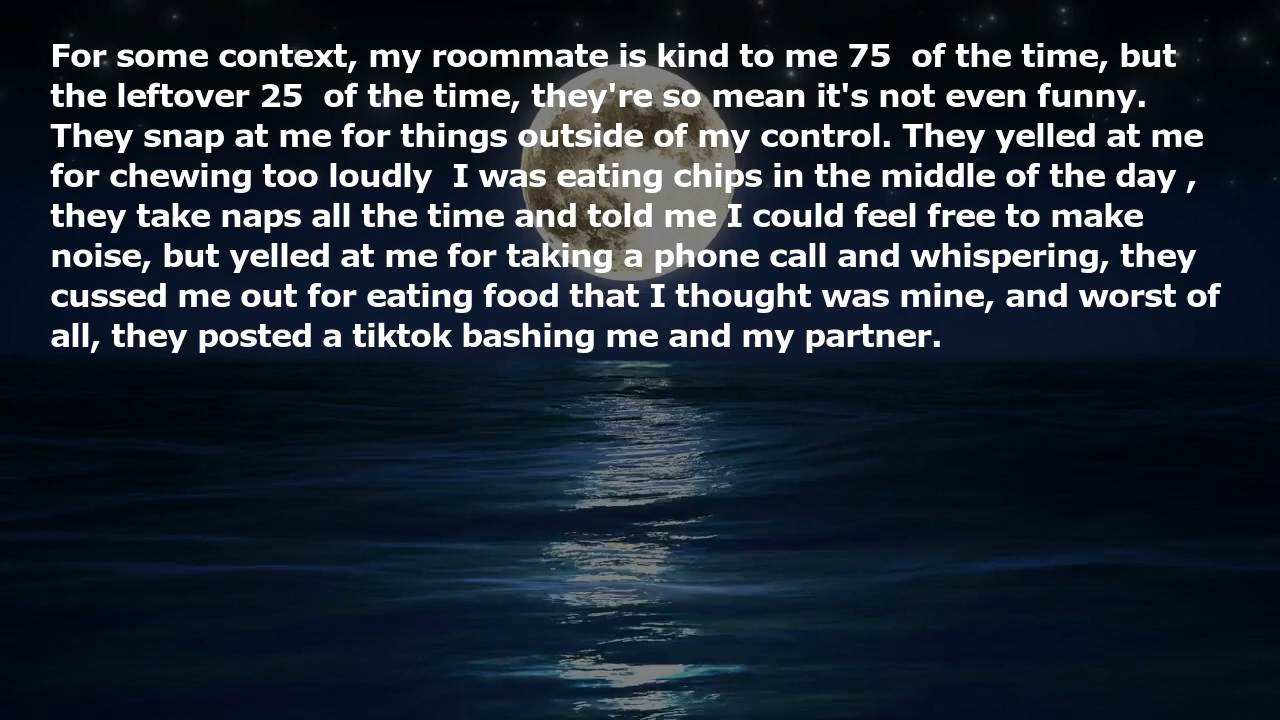 For some context, my roommate is kind to me 75  of the time, but
the leftover 25  of the time, they're so mean it's not even funny.
They snap at me for things outside of my control. They yelled at me
for chewing too loudly  I was eating chips in the middle of the day ,
they take naps all the time and told me I could feel free to make
noise, but yelled at me for taking a phone call and whispering, they
cussed me out for eating food that I thought was mine, and worst of
all, they posted a tiktok bashing me and my partner.